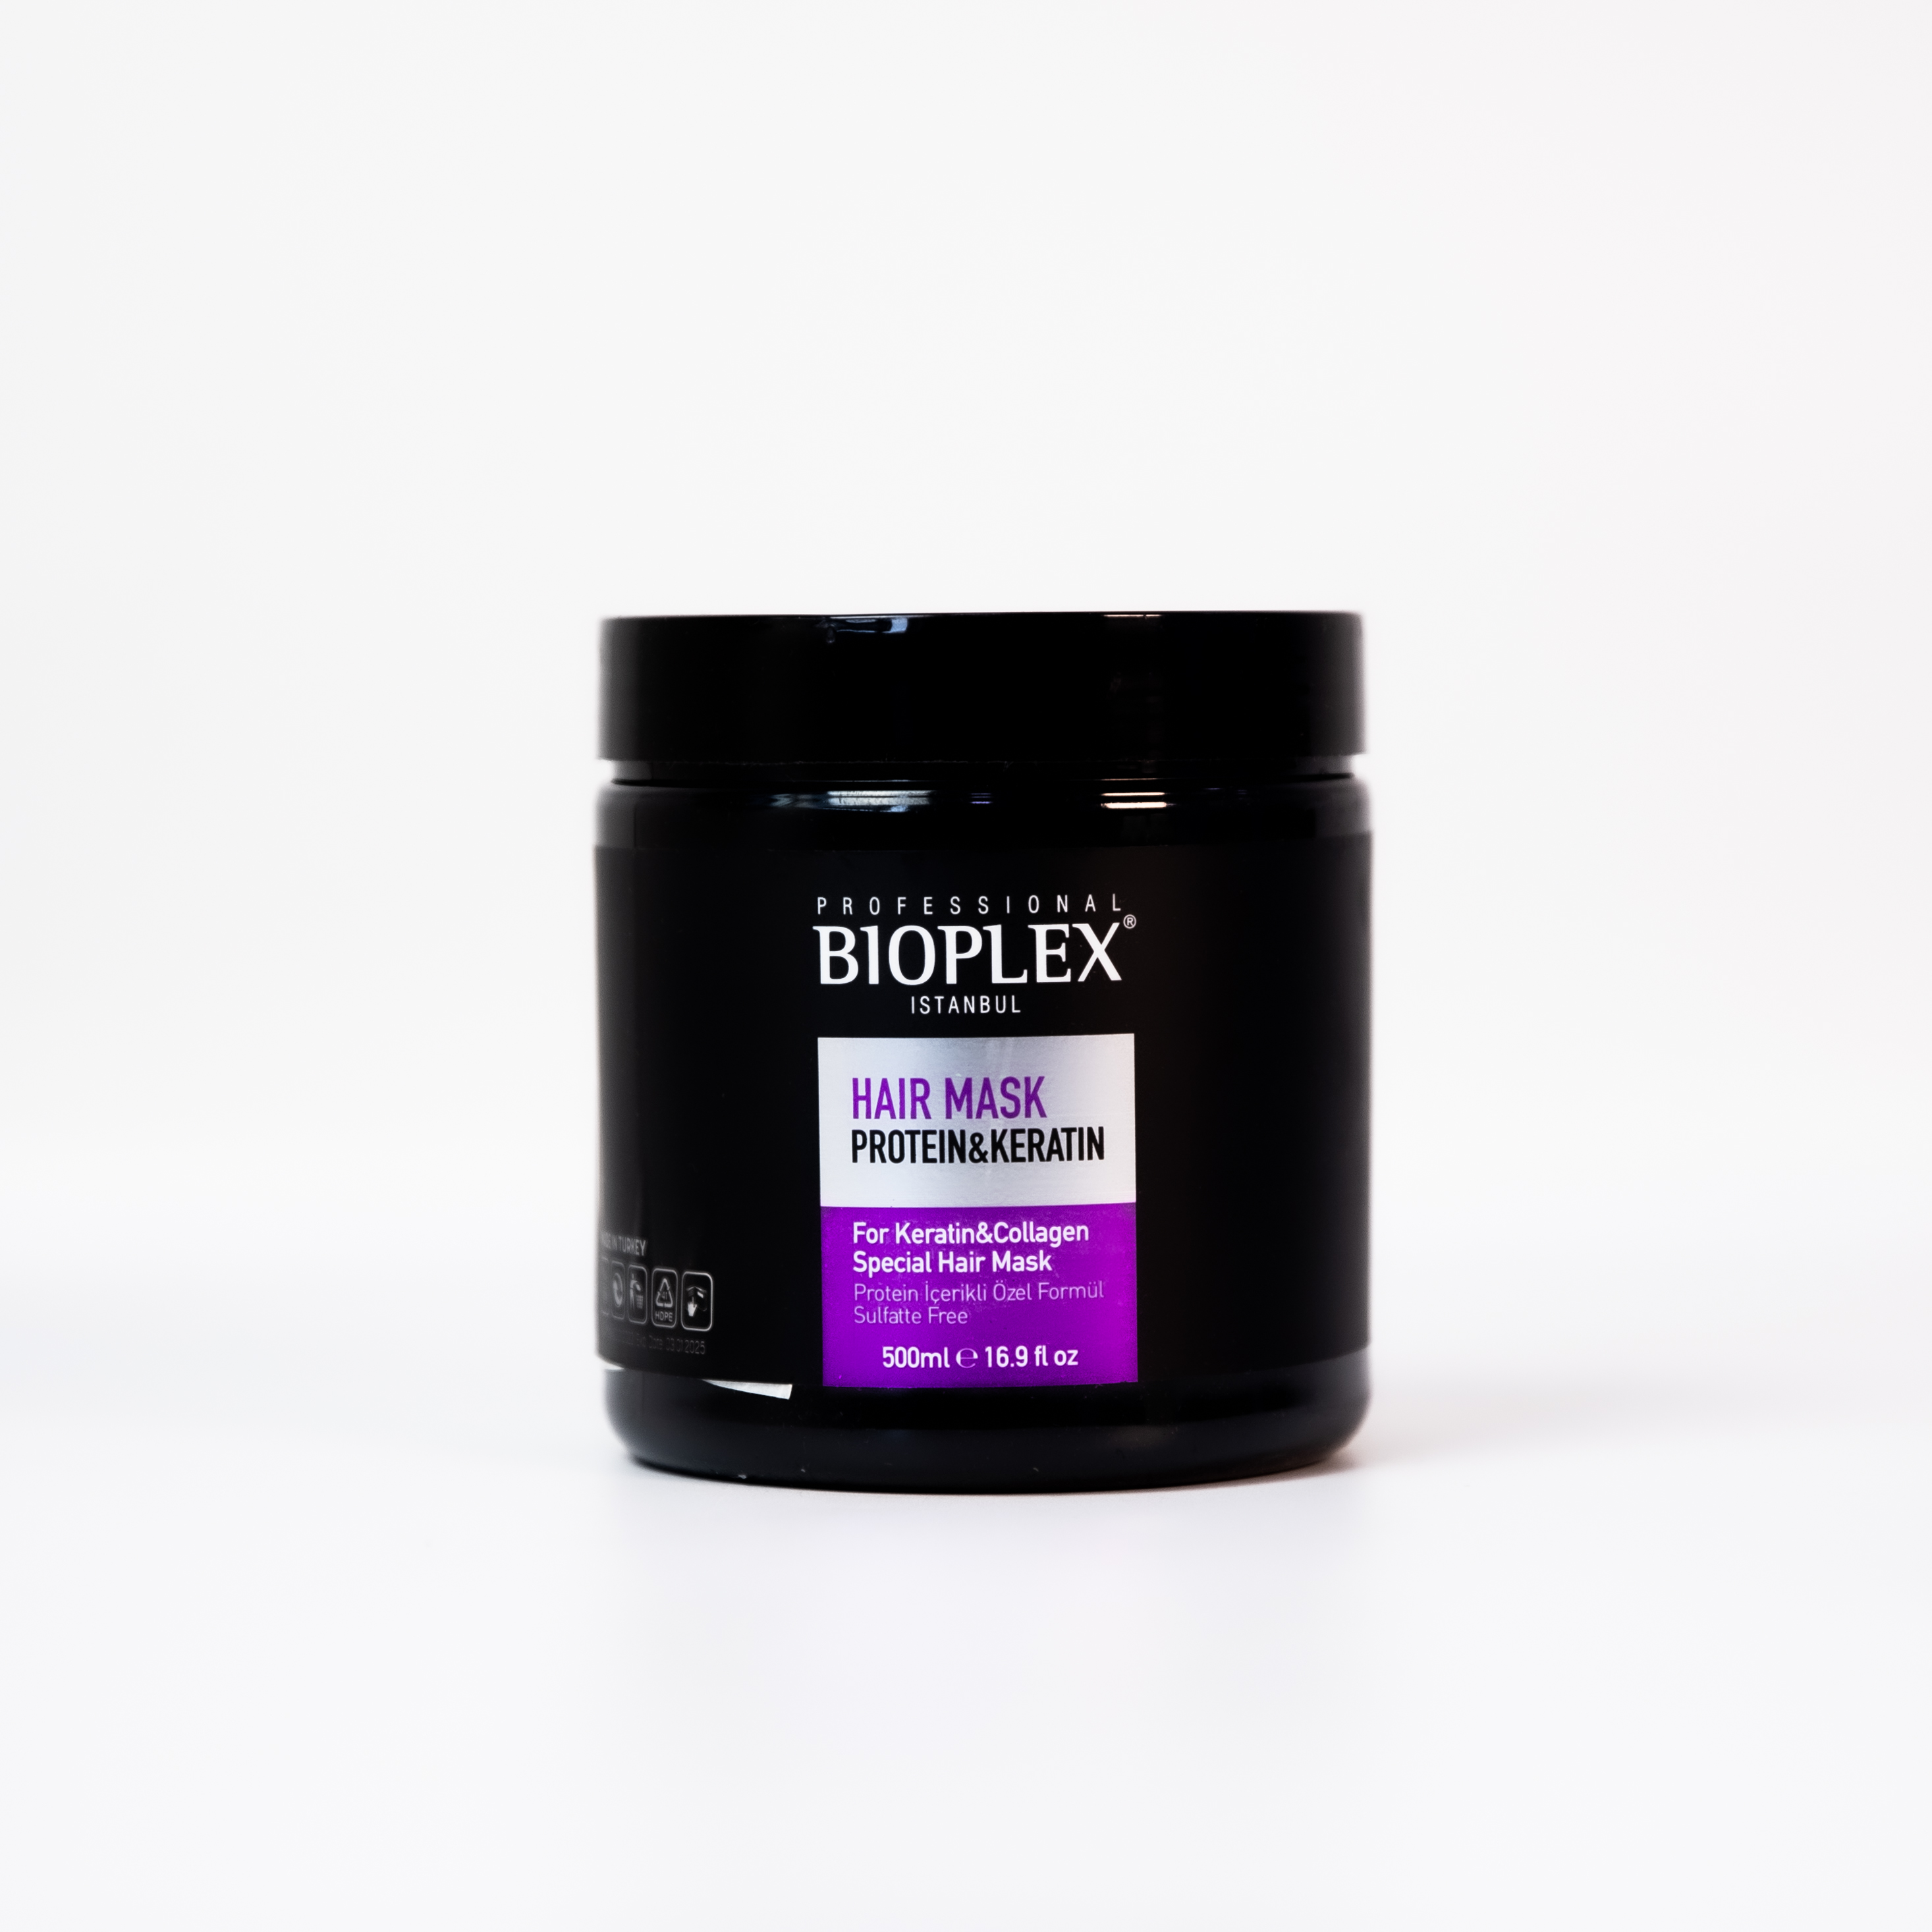 PROFESSIONAL
BIOPLEX®
ISTANBUL
HAIR MASK
PROTEIN&KERATIN
For Keratin&Collagen
Special Hair Mask
Protein İçerikli Özel Formül
Sulfatte Free
500ml ℮ 16.9 fl oz
IN TURKEY
HDPE